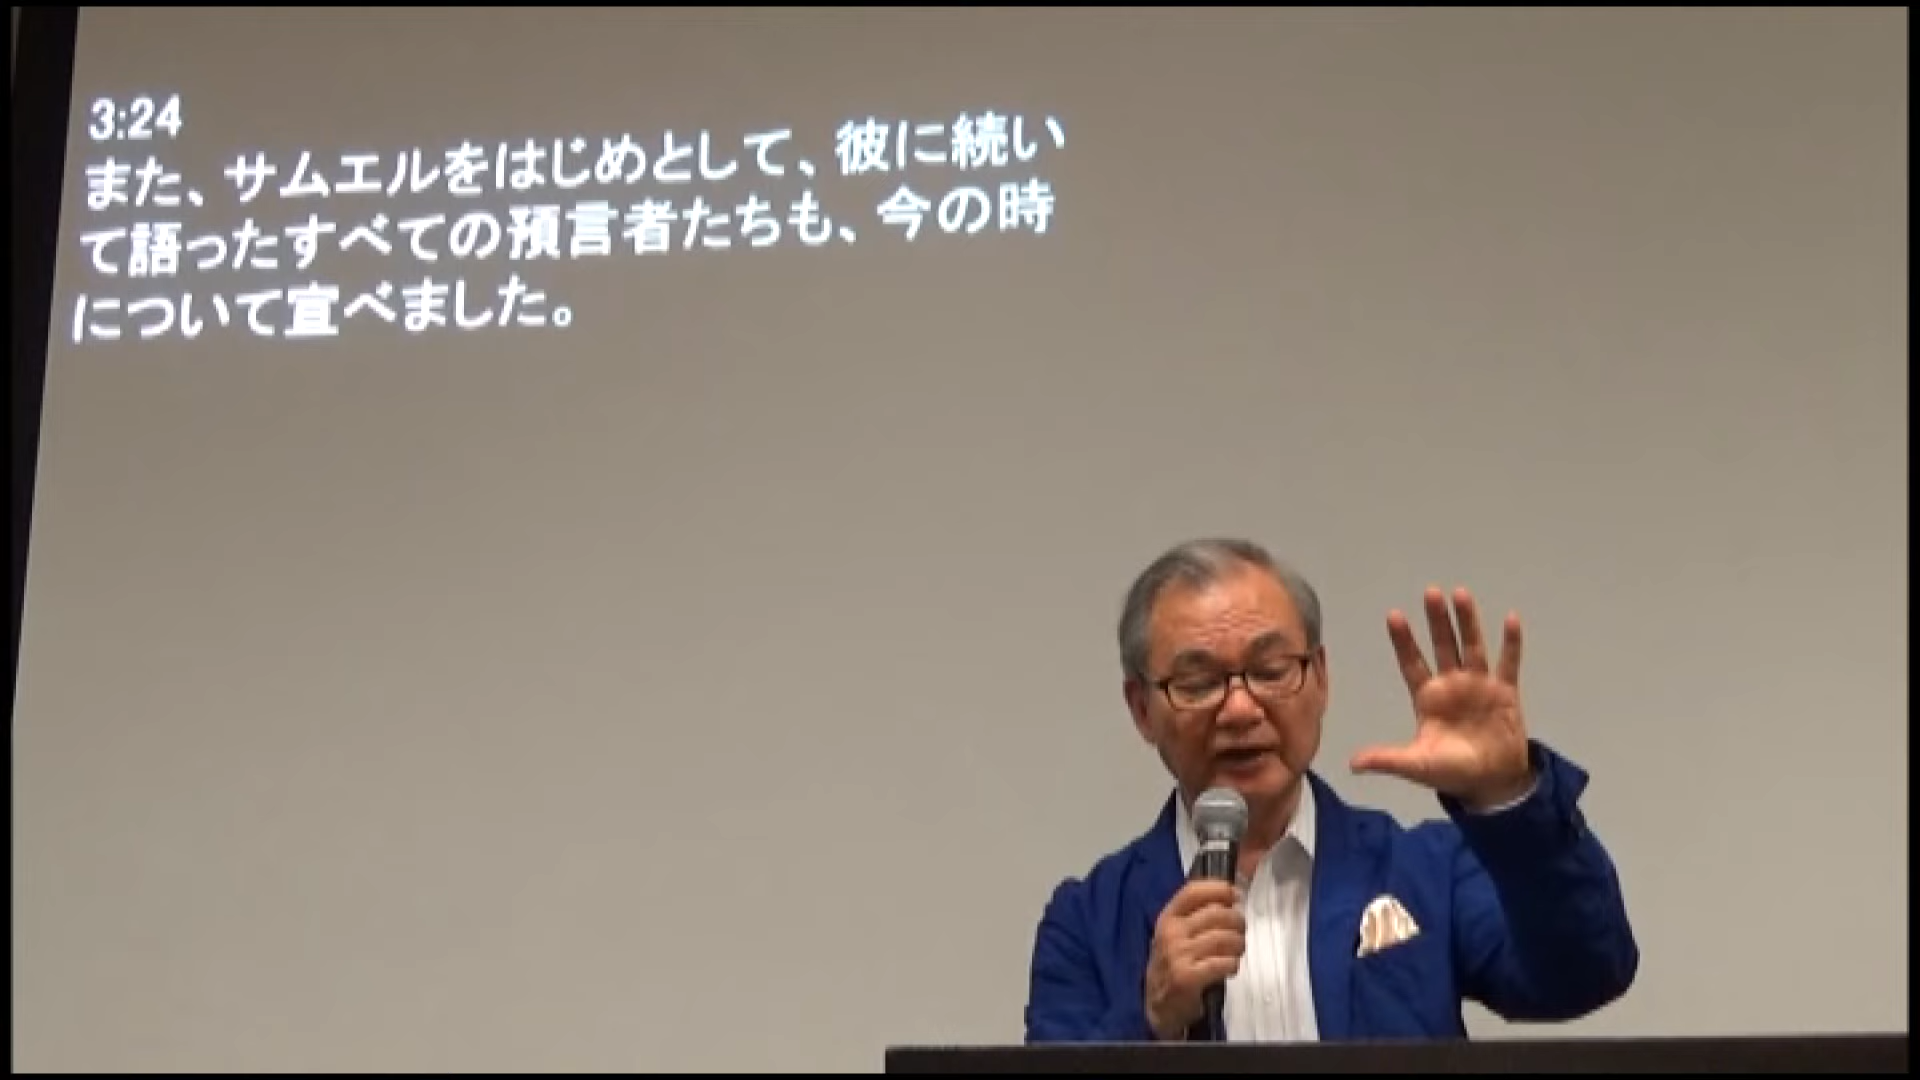 3:24
また、サムエルをはじめとして、彼に続い
て語ったすべての預言者たちも、今の時
について宣べました。